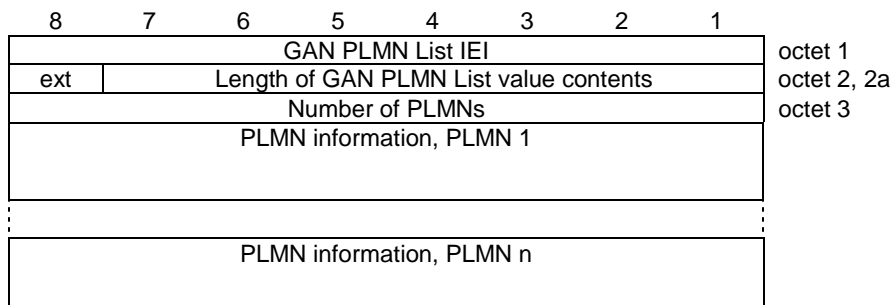 8 7 6 5 4 3 2 1
GAN PLMN List IEI octet 1
ext Length of GAN PLMN List value contents octet 2, 2a
Number of PLMNs octet 3
PLMN information, PLMN 1
PLMN information, PLMN n